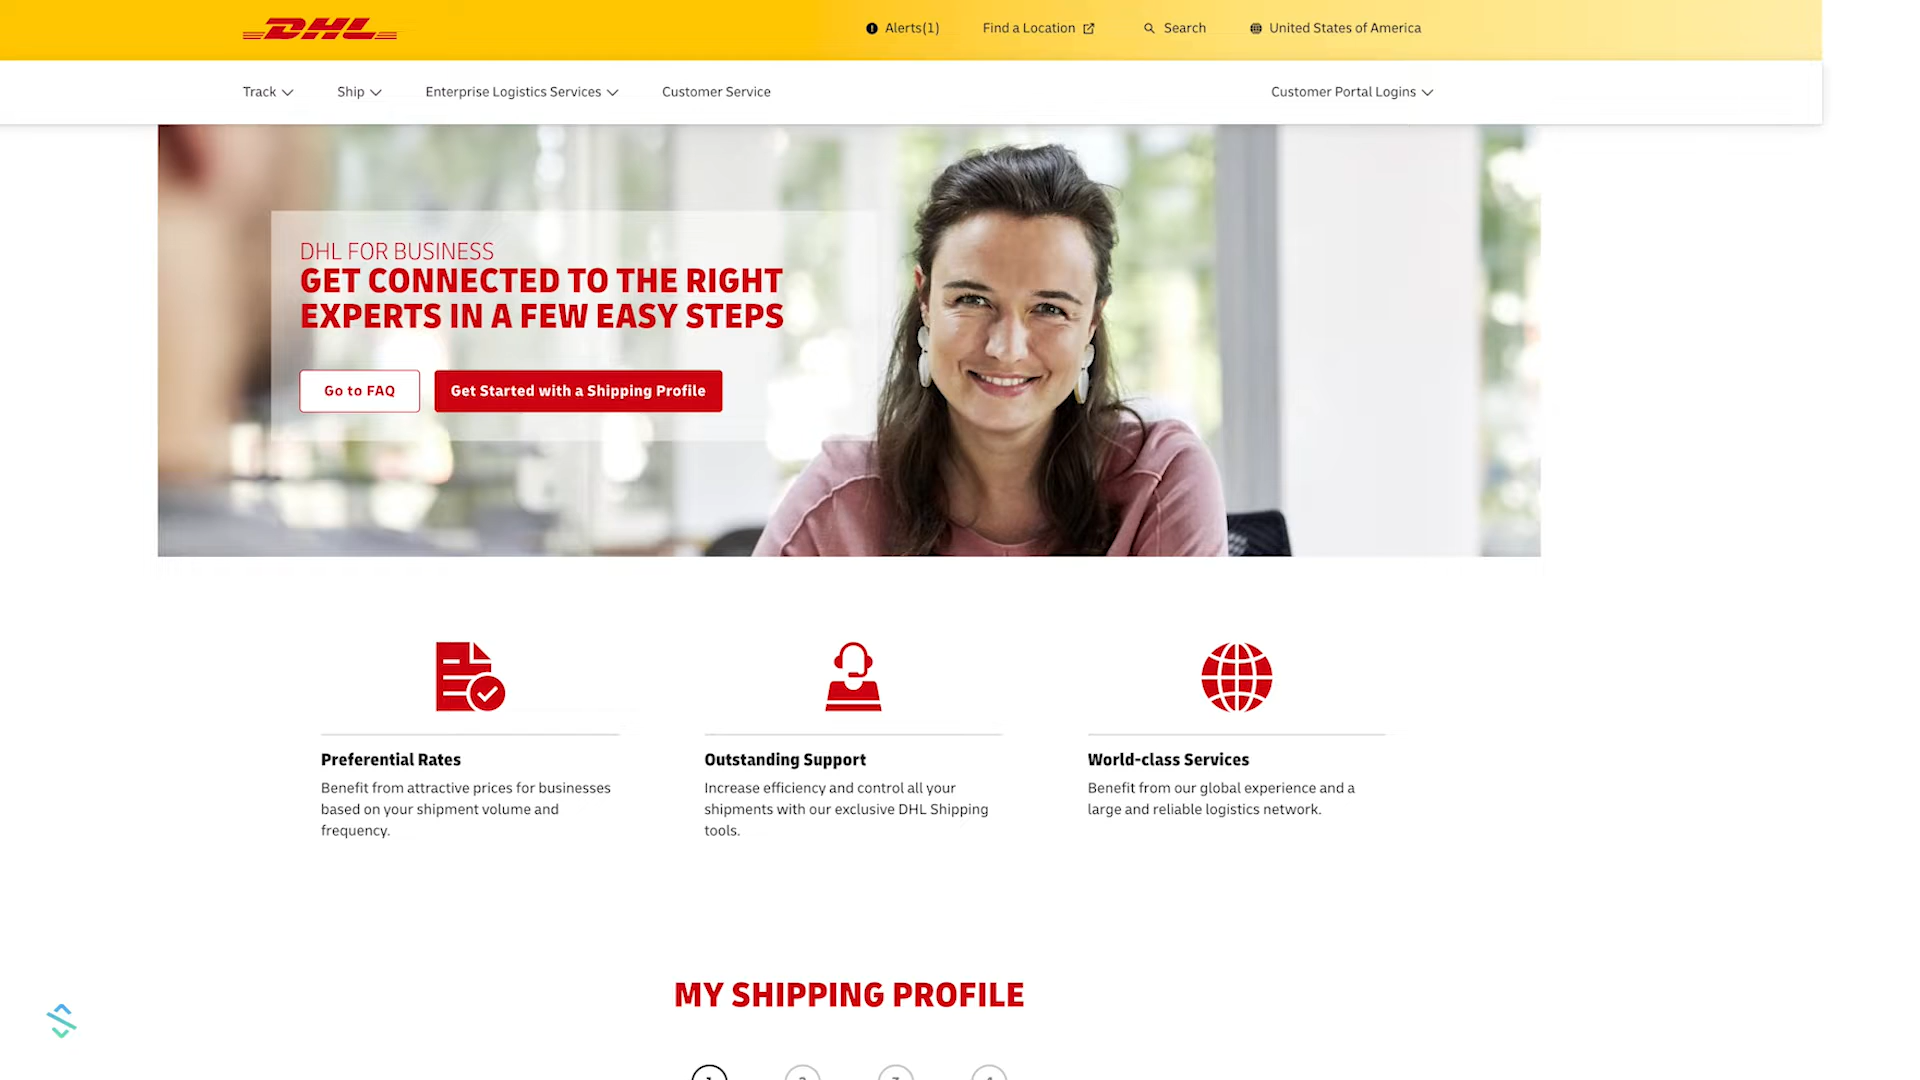 DHL
Alerts(1)
Find a Location
Search
United States of America
Track
Ship
Enterprise Logistics Services
Customer Service
Customer Portal Logins
DHL FOR BUSINESS
GET CONNECTED TO THE RIGHT
EXPERTS IN A FEW EASY STEPS
Go to FAQ
Get Started with a Shipping Profile
Preferential Rates
Benefit from attractive prices for businesses
based on your shipment volume and
frequency.
Outstanding Support
Increase efficiency and control all your
shipments with our exclusive DHL Shipping
tools.
World-class Services
Benefit from our global experience and a
large and reliable logistics network.
MY SHIPPING PROFILE